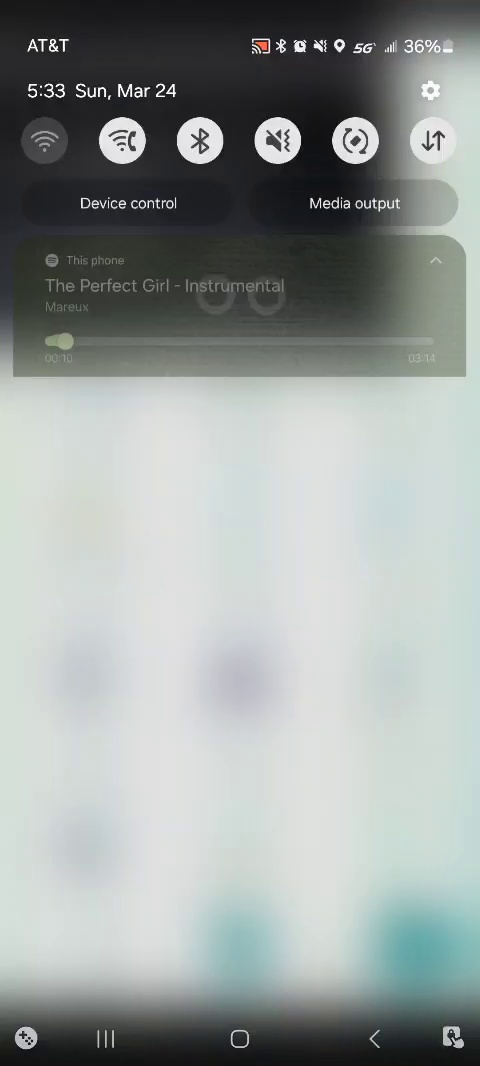 AT&T 5G 36%
5:33 Sun, Mar 24
Device control Media output
This phone
The Perfect Girl - Instrumental
Mareux
00:10 03:14